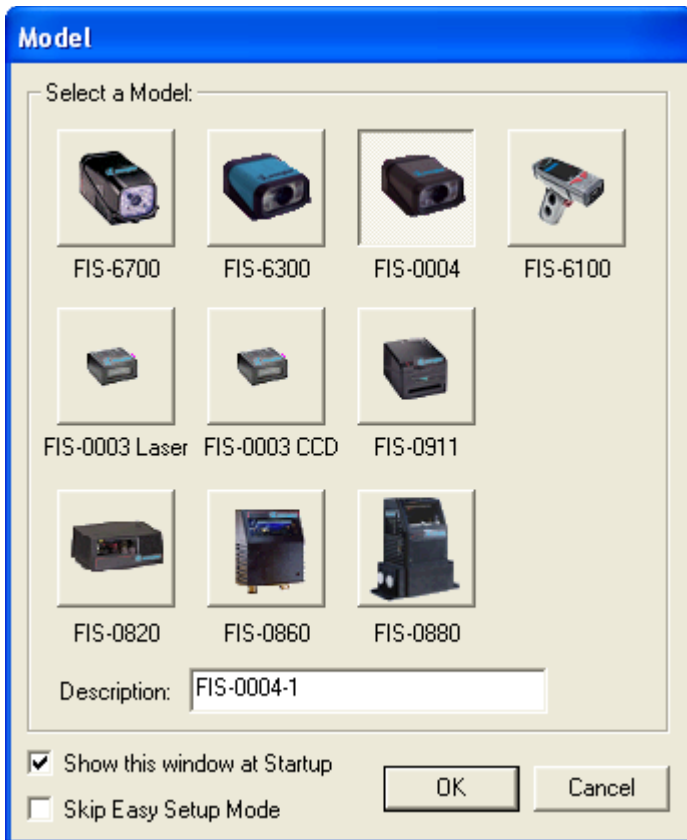 Model
Select a Model:
FIS-6700 FIS-6300 FIS-0004 FIS-6100
FIS-0003 Laser FIS-0003 CCD FIS-0911
FIS-0820 FIS-0860 FIS-0880
Description: FIS-0004-1
Show this window at Startup
Skip Easy Setup Mode
OK Cancel